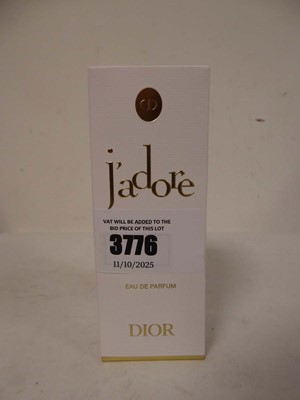 CD
j'adore
VAT WILL BE ADDED TO THE
BID PRICE OF THIS LOT
3776
11/10/2025
EAU DE PARFUM
DIOR